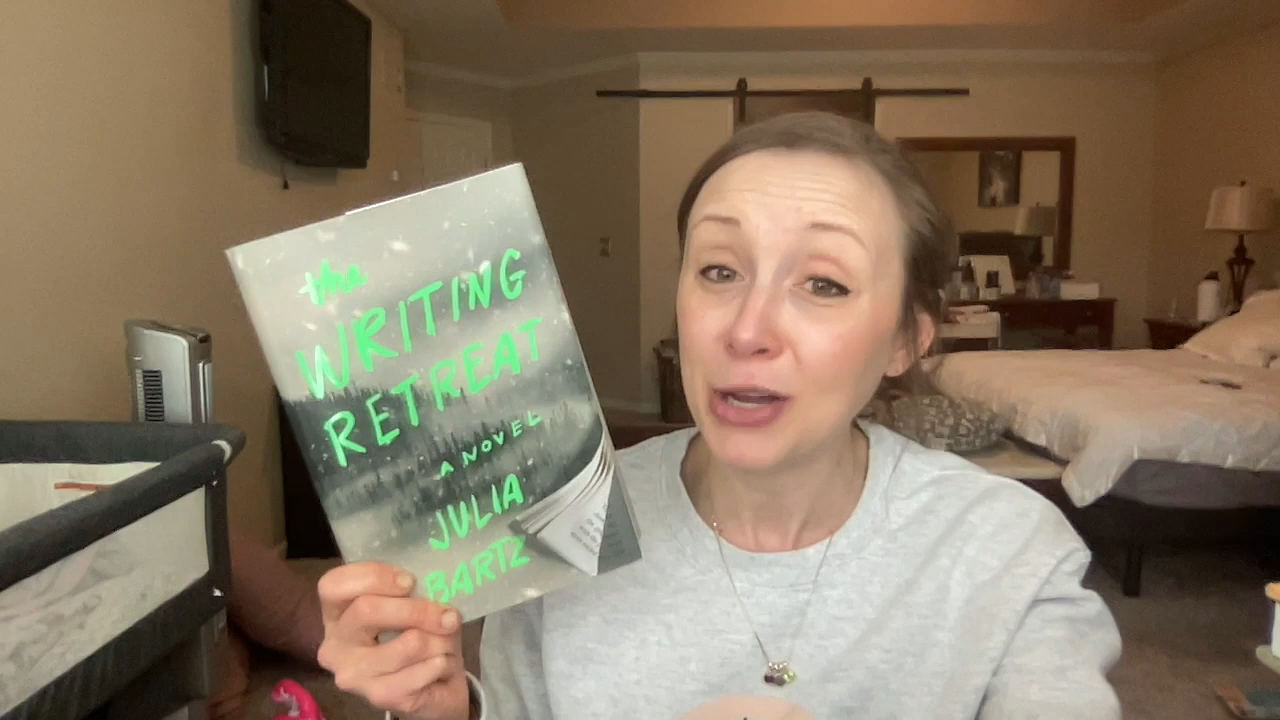 the
WRITING
RETREAT
A NOVEL
JULIA
BARTZ